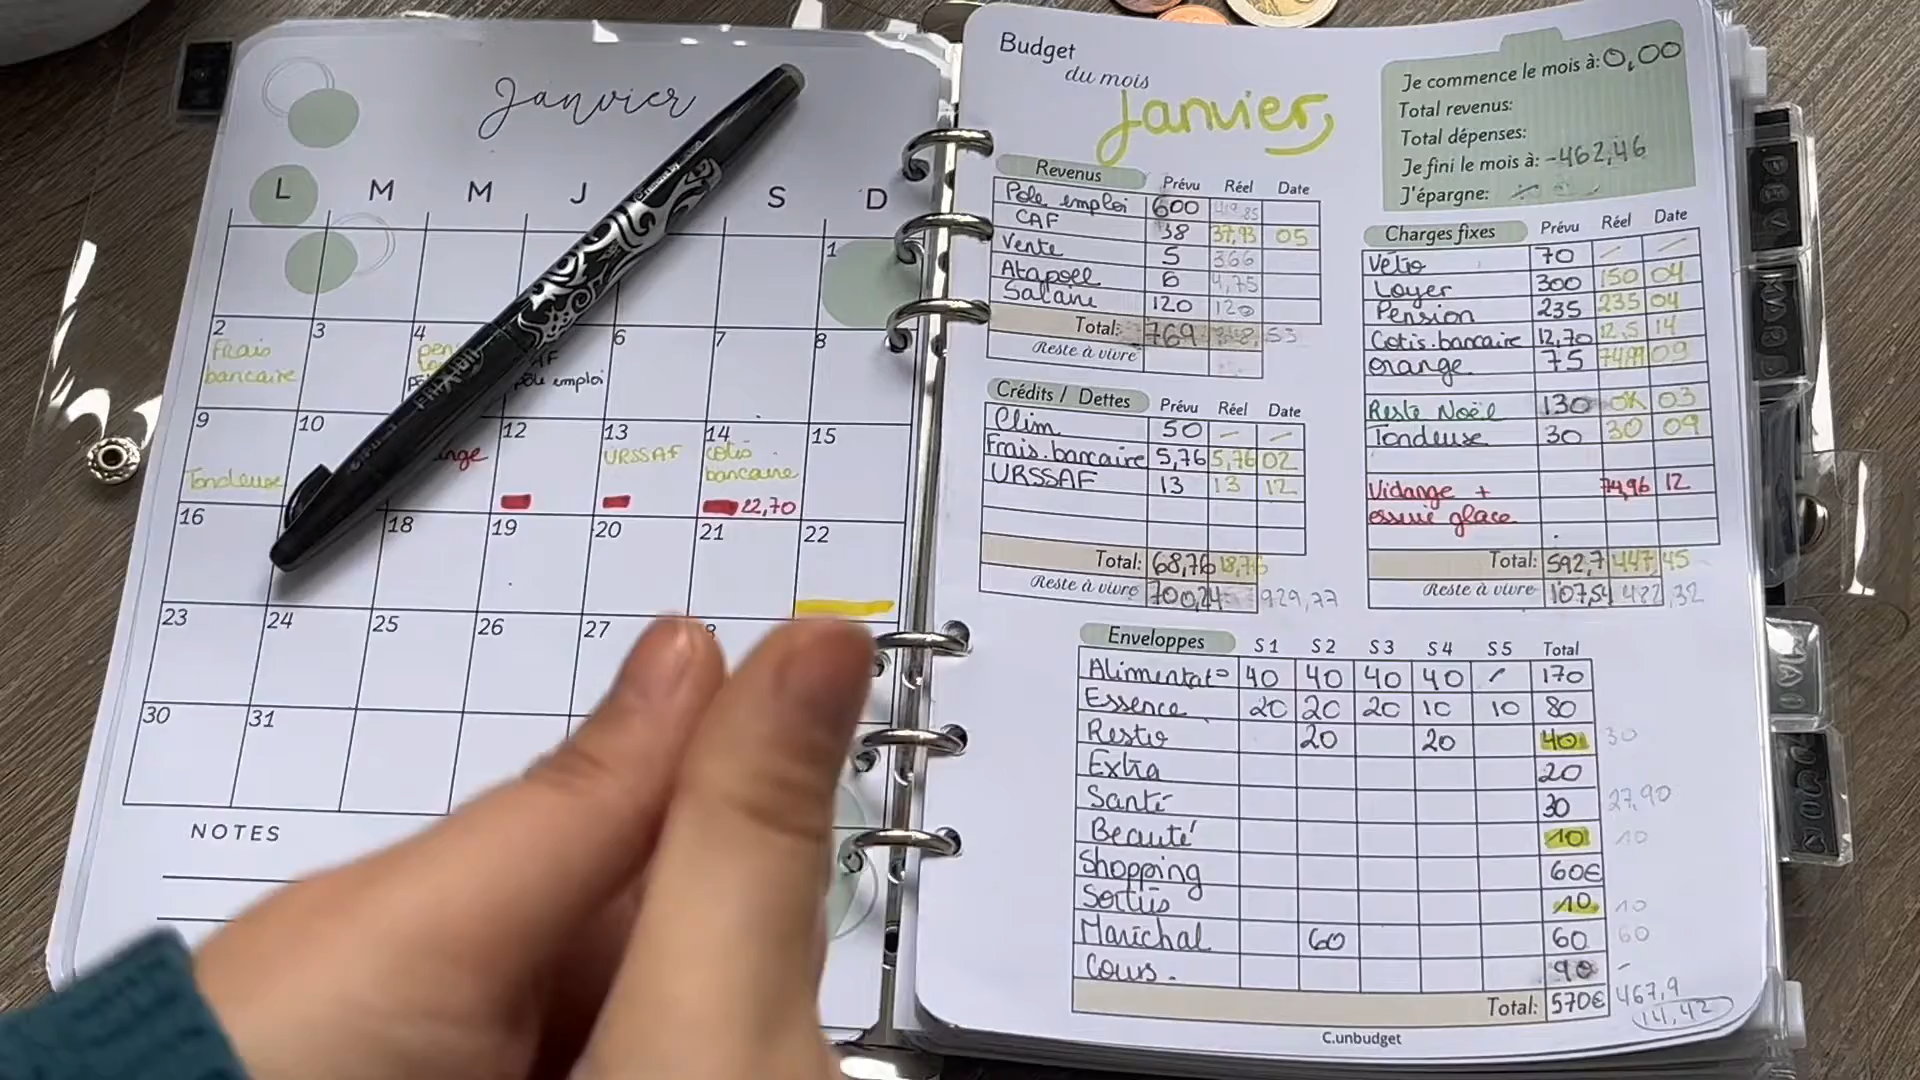 Janvier
L M M J S D
1
2 3 4 6 7 8
Frais
bancaire
pôle emploi
9 10 12 13 14 15
URSSAF cotis
bancaire
Tondeuse
22,70
16 18 19 20 21 22
23 24 25 26 27
30 31
NOTES
Budget
du mois
Janvier
Je commence le mois à: 0,00
Total revenus:
Total dépenses:
Je fini le mois à: -462,46
J'épargne:
Revenus Prévu Réel Date
Pôle emploi 600
CAF 38 37,93 05
Vente 5 366
Atapoll 6 4,75
Salaire 120 120
Total: 769
Reste à vivre
Crédits / Dettes Prévu Réel Date
Clim 50 - -
Frais.bancaire 5,76 5,76 02
URSSAF 13 13 12
Total: 68,76 18,76
Reste à vivre 700,24 929,77
Charges fixes Prévu Réel Date
70 - -
Loyer 300 150 04
Pension 235 235 04
Cotis.bancaire 12,70 12,5 14
orange 75 74,99 09
Reste Noël 130 OK 03
Tondeuse 30 30 09
Vidange + 74,96 12
essuie glace
Total: 592,7 447,45
Reste à vivre 107,54 482,32
Enveloppes S1 S2 S3 S4 S5 Total
Alimentat° 40 40 40 40 / 170
Essence 20 20 20 10 10 80
Resto 20 20 40 30
Extra 20
Santé 30 27,90
Beauté 10 10
Shopping 60€
Sorties 10 10
Maréchal 60 60 60
Cours. 90 -
Total: 570€ 467,9
14,42
C.unbudget
MAI